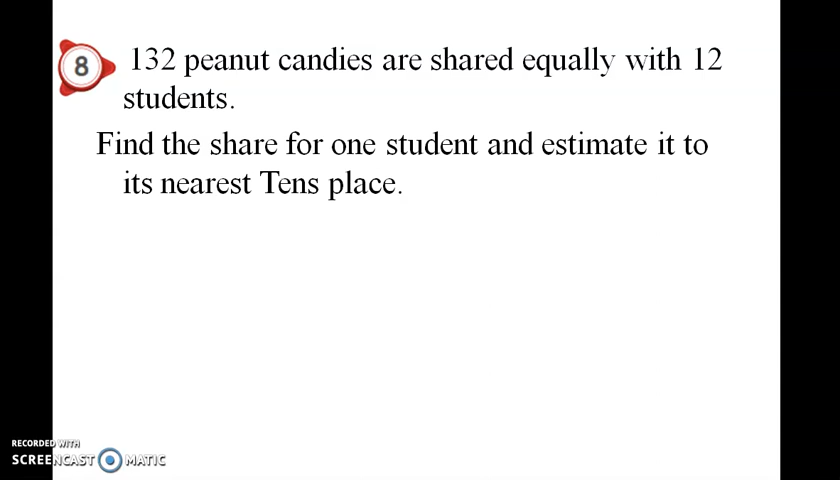 8 132 peanut candies are shared equally with 12
students.
Find the share for one student and estimate it to
its nearest Tens place.
RECORDED WITH
SCREENCAST MATIC